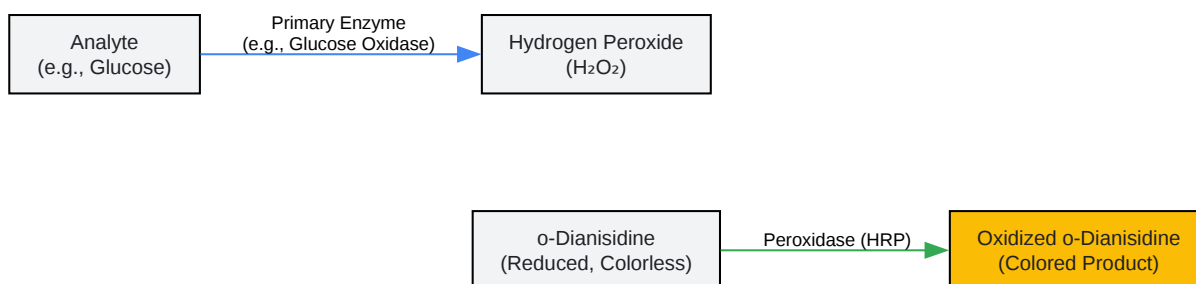 Analyte
(e.g., Glucose)
Primary Enzyme
(e.g., Glucose Oxidase)
Hydrogen Peroxide
(H₂O₂)
o-Dianisidine
(Reduced, Colorless)
Peroxidase (HRP)
Oxidized o-Dianisidine
(Colored Product)